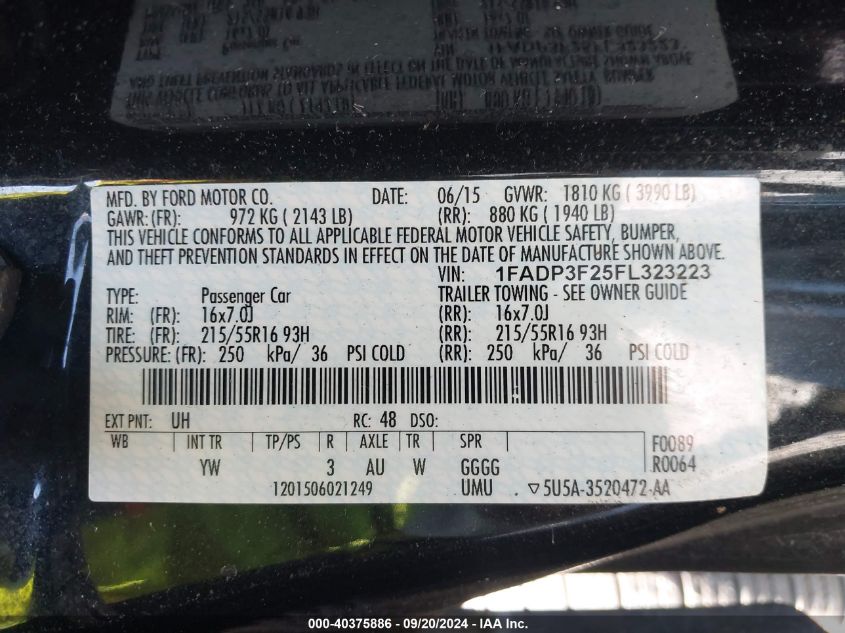 MFD. BY FORD MOTOR CO. DATE: 06/15 GVWR: 1810 KG ( 3990 LB)
GAWR: (FR): 972 KG ( 2143 LB) (RR): 880 KG ( 1940 LB)
THIS VEHICLE CONFORMS TO ALL APPLICABLE FEDERAL MOTOR VEHICLE SAFETY, BUMPER,
AND THEFT PREVENTION STANDARDS IN EFFECT ON THE DATE OF MANUFACTURE SHOWN ABOVE.
VIN: 1FADP3F25FL323223
TYPE: Passenger Car TRAILER TOWING - SEE OWNER GUIDE
RIM: (FR): 16x7.0J (RR): 16x7.0J
TIRE: (FR): 215/55R16 93H (RR): 215/55R16 93H
PRESSURE: (FR): 250 kPa/ 36 PSI COLD (RR): 250 kPa/ 36 PSI COLD
EXT PNT: UH RC: 48 DSO:
WB INT TR TP/PS R AXLE TR SPR F0089
YW 3 AU W GGGG R0064
1201506021249 UMU ▽5U5A-3520472-AA
000-40375886 - 09/20/2024 - IAA Inc.